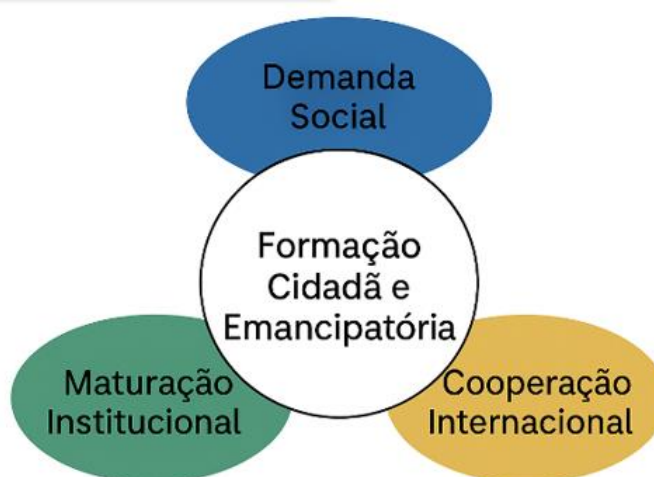 Demanda
Social
Formação
Cidadã e
Emancipatória
Maturação
Institucional
Cooperação
Internacional